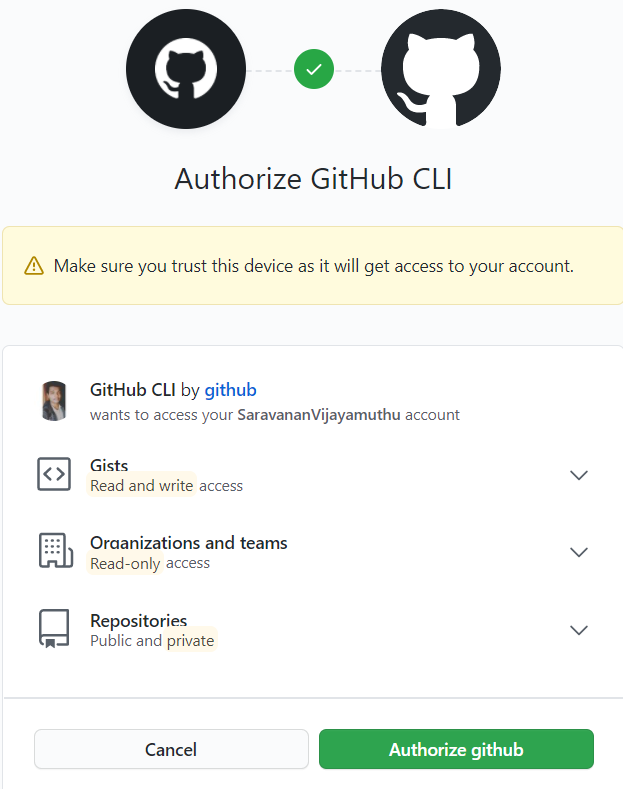 Authorize GitHub CLI
Make sure you trust this device as it will get access to your account.
GitHub CLI by github
wants to access your SaravananVijayamuthu account
Gists
Read and write access
Organizations and teams
Read-only access
Repositories
Public and private
Cancel
Authorize github